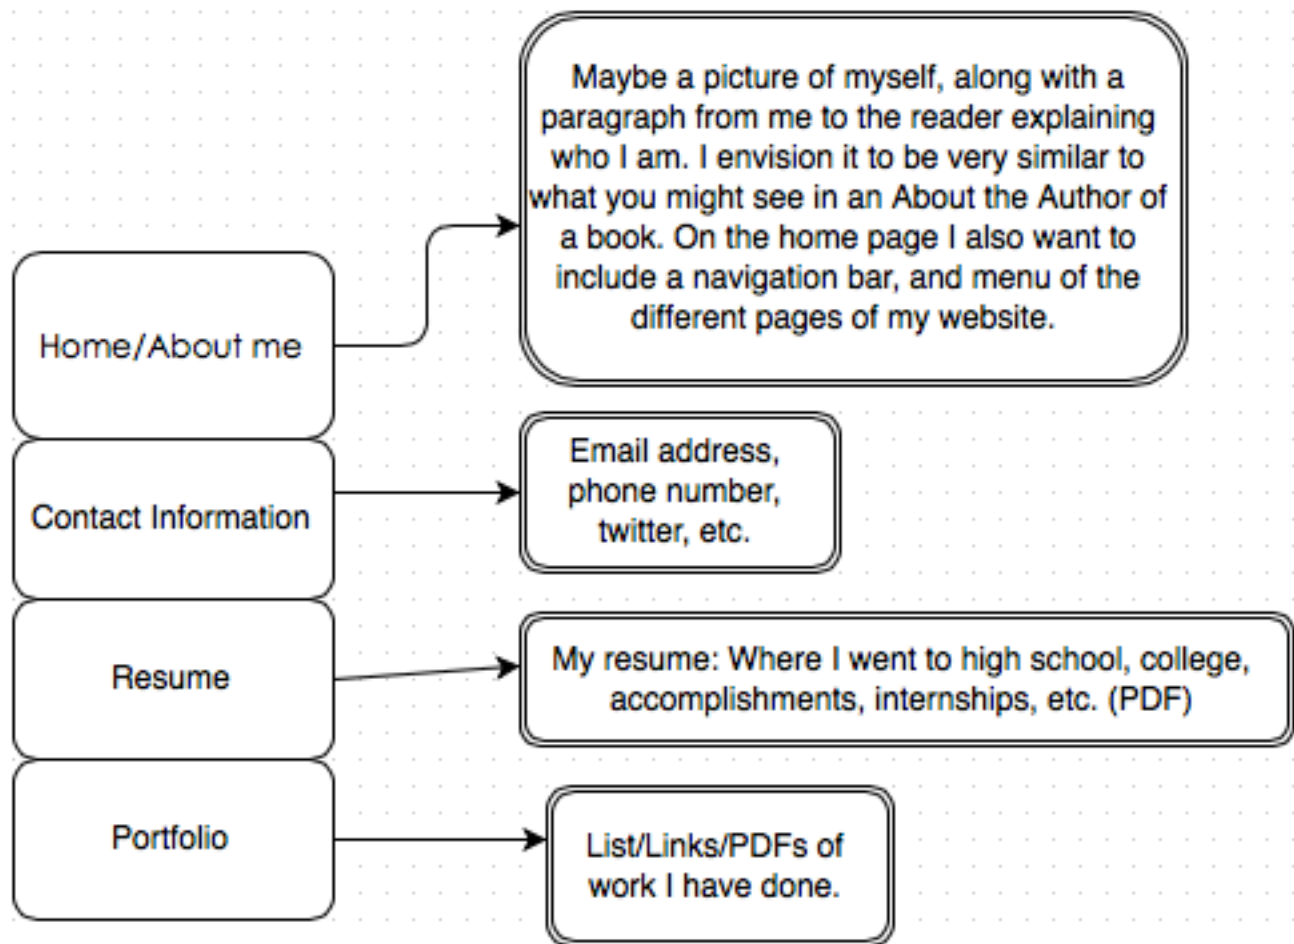 Home/About me
Maybe a picture of myself, along with a
paragraph from me to the reader explaining
who I am. I envision it to be very similar to
what you might see in an About the Author of
a book. On the home page I also want to
include a navigation bar, and menu of the
different pages of my website.
Contact Information
Email address,
phone number,
twitter, etc.
Resume
My resume: Where I went to high school, college,
accomplishments, internships, etc. (PDF)
Portfolio
List/Links/PDFs of
work I have done.